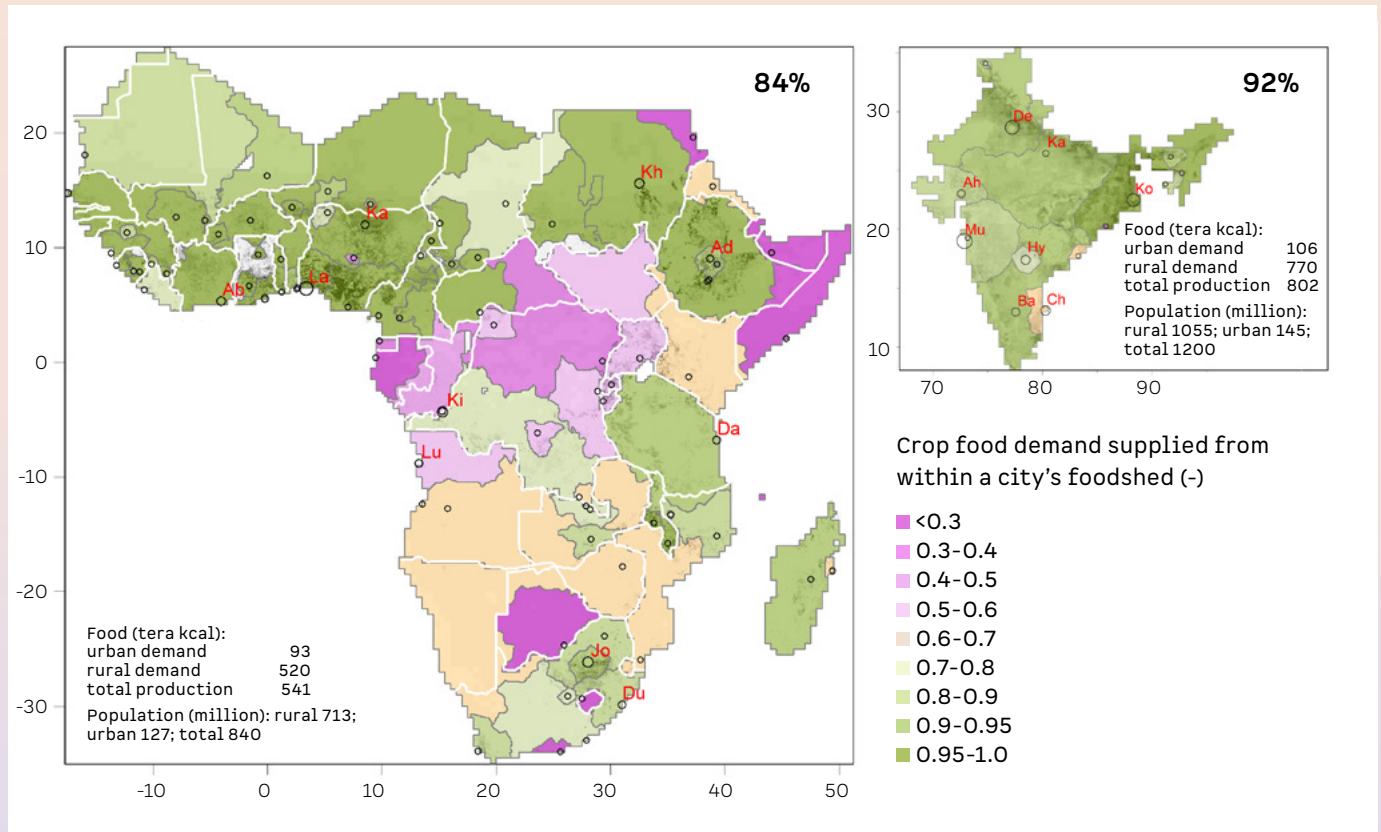 84%
20
10
0
-10
-20
-30
-10
0
10
20
30
40
50
Kh
Ka
Ad
La
Ab
Ki
Da
Lu
Jo
Du
Food (tera kcal):
urban demand 93
rural demand 520
total production 541
Population (million): rural 713;
urban 127; total 840
92%
30
20
10
70
80
90
De
Ka
Ah
Ko
Mu
Hy
Ba
Ch
Food (tera kcal):
urban demand 106
rural demand 770
total production 802
Population (million):
rural 1055; urban 145;
total 1200
Crop food demand supplied from
within a city's foodshed (-)
<0.3
0.3-0.4
0.4-0.5
0.5-0.6
0.6-0.7
0.7-0.8
0.8-0.9
0.9-0.95
0.95-1.0